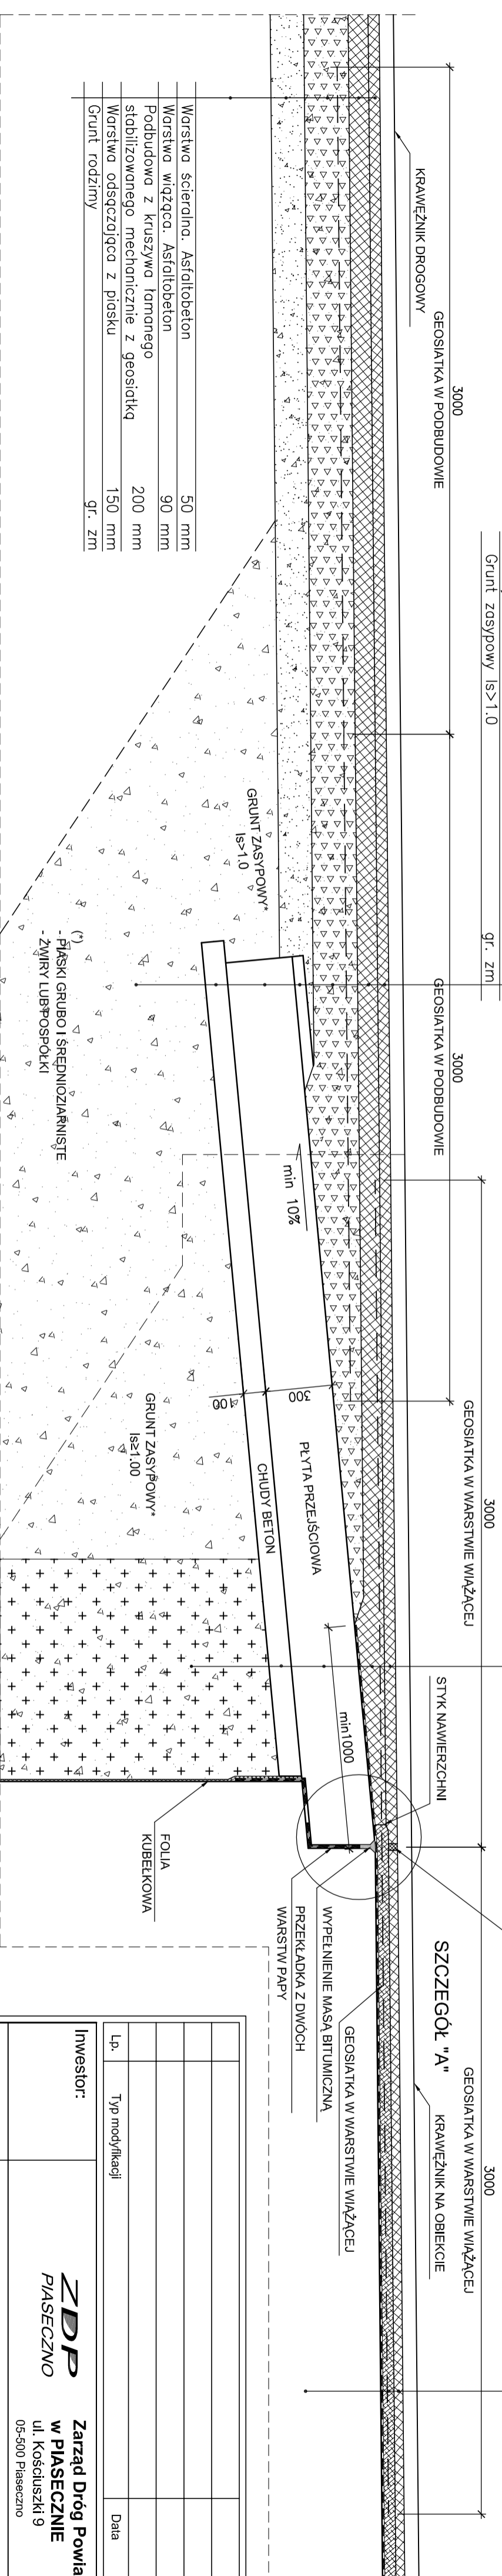 Grunt zasypowy Is>1.0 gr. zm
3000
GEOSIATKA W PODBUDOWIE
KRAWĘŻNIK DROGOWY
3000
GEOSIATKA W PODBUDOWIE
3000
GEOSIATKA W WARSTWIE WIĄŻĄCEJ
3000
GEOSIATKA W WARSTWIE WIĄŻĄCEJ
STYK NAWIERZCHNI
SZCZEGÓŁ "A"
KRAWĘŻNIK NA OBIEKCIE
GEOSIATKA W WARSTWIE WIĄŻĄCEJ
WYPEŁNIENIE MASĄ BITUMICZNĄ
PRZEKŁADKA Z DWÓCH
WARSTW PAPY
FOLIA
KUBEŁKOWA
min1000
min 10%
PŁYTA PRZEJŚCIOWA
300
CHUDY BETON
100
GRUNT ZASYPOWY*
Is>1.0
GRUNT ZASYPOWY*
Is≥1.00
(*)
- PIASKI GRUBO I ŚREDNIOZIARNISTE
- ŻWIRY LUB POSPÓŁKI
Warstwa ścieralna. Asfaltobeton 50 mm
Warstwa wiążąca. Asfaltobeton 90 mm
Podbudowa z kruszywa łamanego
stabilizowanego mechanicznie z geosiatką 200 mm
Warstwa odsączająca z piasku 150 mm
Grunt rodzimy gr. zm
Lp. Typ modyfikacji Data
Inwestor:
ZDP
PIASECZNO
Zarząd Dróg Powia
w PIASECZNIE
ul. Kościuszki 9
05-500 Piaseczno